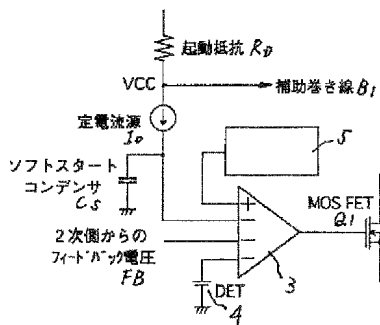 起動抵抗 R₀
VCC
補助巻き線 B₁
定電流源
I₀
ソフトスタート
コンデンサ
Cs
5
MOS FET
Q1
2次側からの
フィードバック電圧
FB
+
−
−
−
DET
4
3